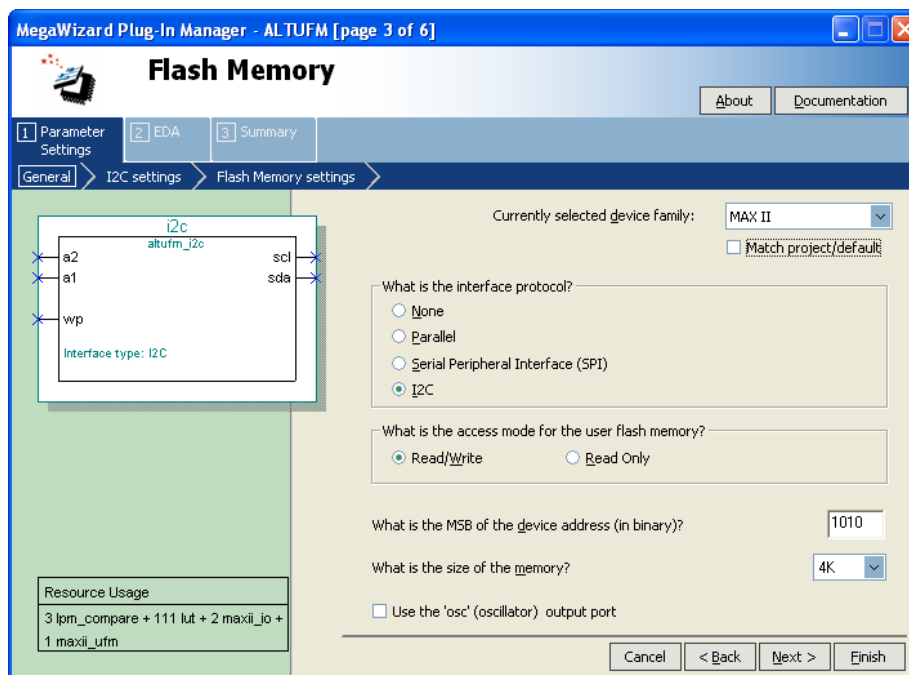 MegaWizard Plug-In Manager - ALTUFM [page 3 of 6]
Flash Memory
About
Documentation
1 Parameter Settings
2 EDA
3 Summary
General
I2C settings
Flash Memory settings
i2c
altufm_i2c
a2
scl
a1
sda
wp
Interface type: I2C
Currently selected device family:
MAX II
Match project/default
What is the interface protocol?
None
Parallel
Serial Peripheral Interface (SPI)
I2C
What is the access mode for the user flash memory?
Read/Write
Read Only
What is the MSB of the device address (in binary)?
1010
What is the size of the memory?
4K
Use the 'osc' (oscillator) output port
Resource Usage
3 lpm_compare + 111 lut + 2 maxii_io +
1 maxii_ufm
Cancel
< Back
Next >
Finish